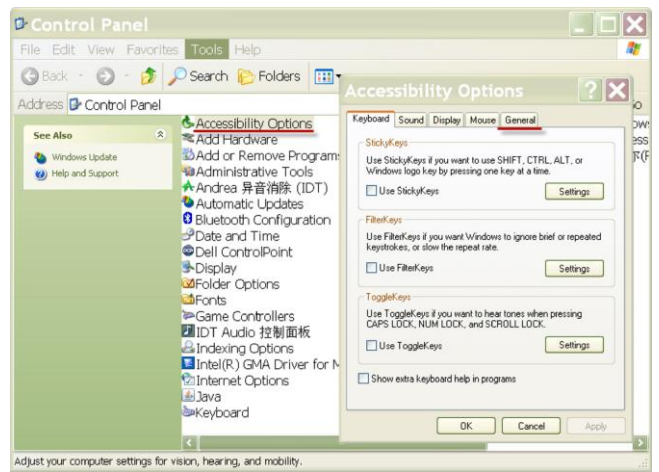 Control Panel
File Edit View Favorites Tools Help
Back Search Folders
Address Control Panel
See Also
Windows Update
Help and Support
Accessibility Options
Add Hardware
Add or Remove Programs
Administrative Tools
Andrea 异音消除 (IDT)
Automatic Updates
Bluetooth Configuration
Date and Time
Dell ControlPoint
Display
Folder Options
Fonts
Game Controllers
IDT Audio 控制面板
Indexing Options
Intel(R) GMA Driver for M
Internet Options
Java
Keyboard
Accessibility Options
Keyboard Sound Display Mouse General
StickyKeys
Use StickyKeys if you want to use SHIFT, CTRL, ALT, or
Windows logo key by pressing one key at a time.
Use StickyKeys Settings
FilterKeys
Use FilterKeys if you want Windows to ignore brief or repeated
keystrokes, or slow the repeat rate.
Use FilterKeys Settings
ToggleKeys
Use ToggleKeys if you want to hear tones when pressing
CAPS LOCK, NUM LOCK, and SCROLL LOCK.
Use ToggleKeys Settings
Show extra keyboard help in programs
OK Cancel Apply
Adjust your computer settings for vision, hearing, and mobility.